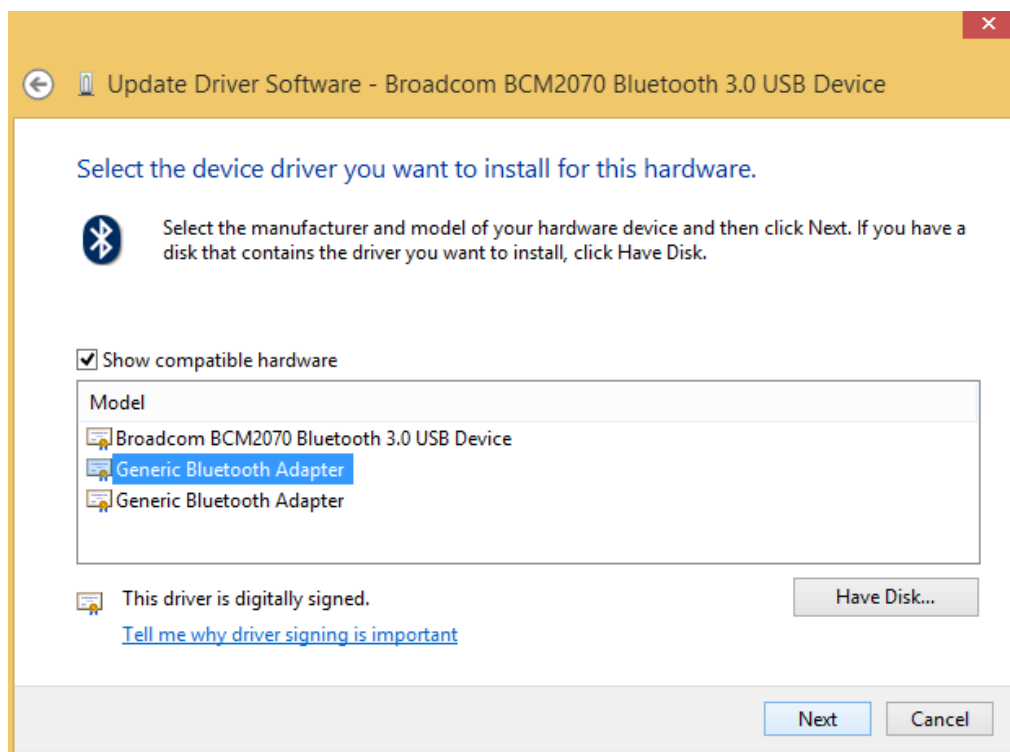 Update Driver Software - Broadcom BCM2070 Bluetooth 3.0 USB Device
Select the device driver you want to install for this hardware.
Select the manufacturer and model of your hardware device and then click Next. If you have a
disk that contains the driver you want to install, click Have Disk.
Show compatible hardware
Model
Broadcom BCM2070 Bluetooth 3.0 USB Device
Generic Bluetooth Adapter
Generic Bluetooth Adapter
This driver is digitally signed.
Have Disk...
Tell me why driver signing is important
Next
Cancel